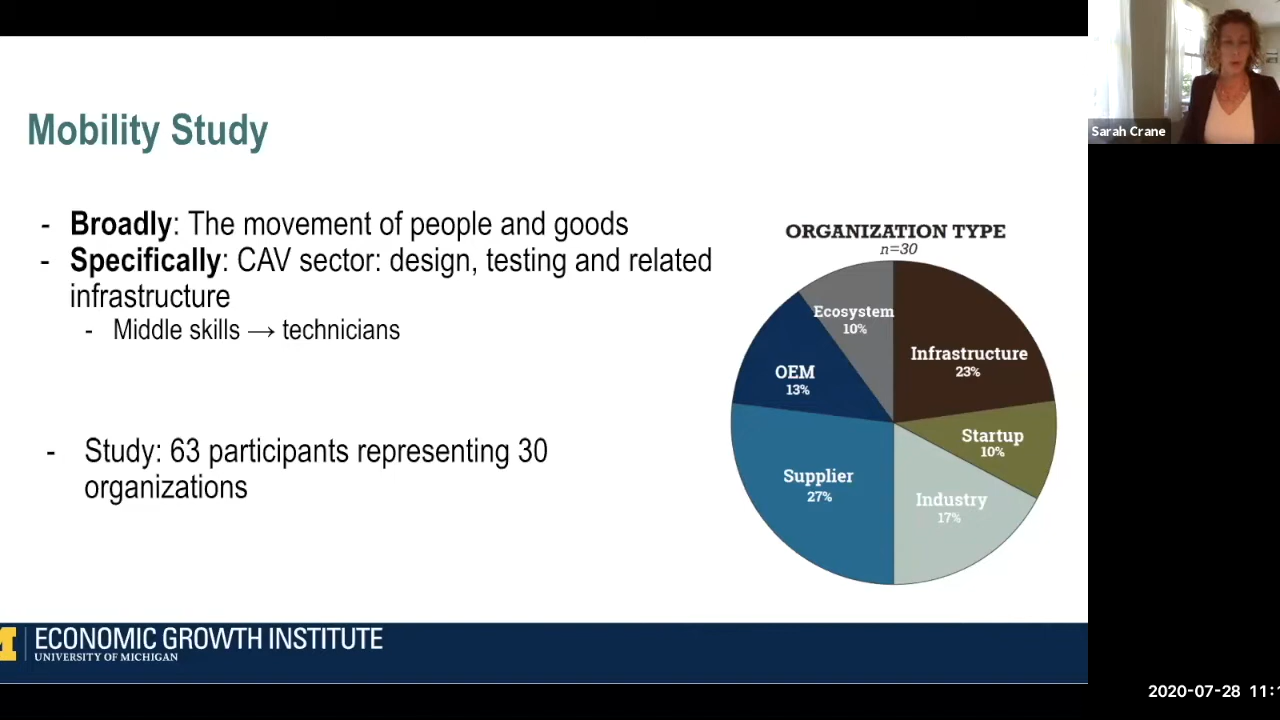 Mobility Study
- Broadly: The movement of people and goods
- Specifically: CAV sector: design, testing and related
infrastructure
- Middle skills → technicians
- Study: 63 participants representing 30
organizations
ORGANIZATION TYPE
n=30
Ecosystem
10%
Infrastructure
23%
OEM
13%
Startup
10%
Supplier
27%
Industry
17%
ECONOMIC GROWTH INSTITUTE
UNIVERSITY OF MICHIGAN
Sarah Crane
2020-07-28 11: